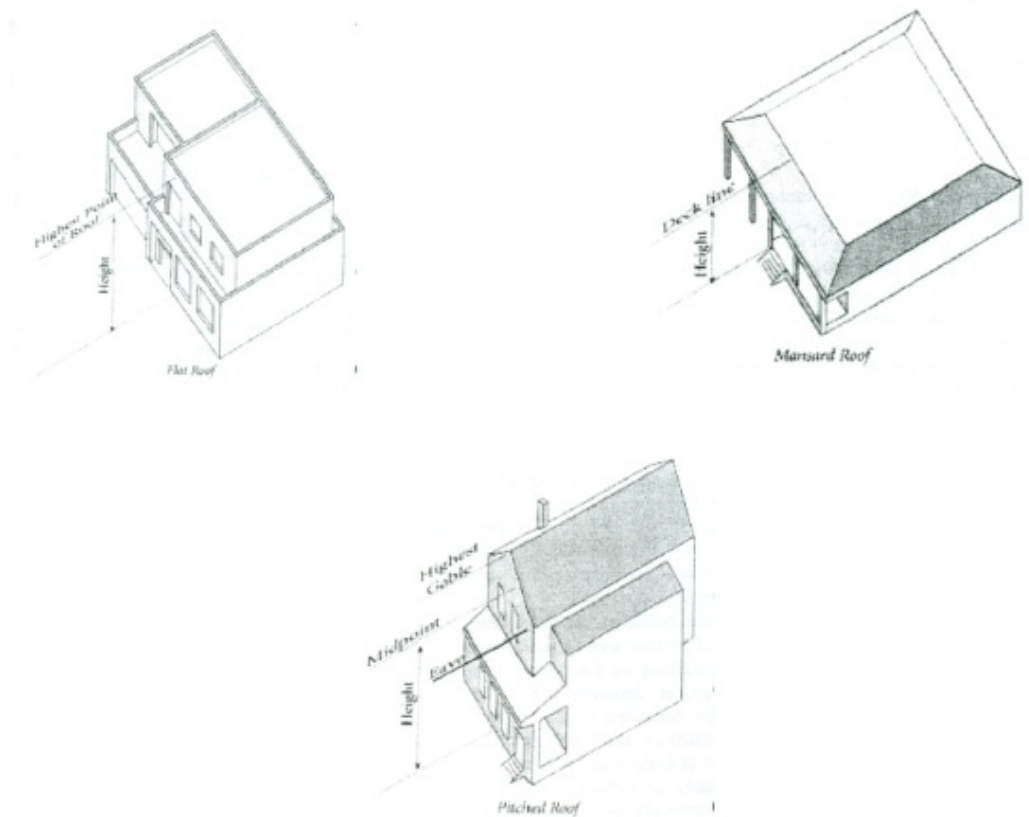 Highest Point
of Roof
Height
Flat Roof
Deck line
Height
Mansard Roof
Highest
Gable
Midpoint
Eave
Height
Pitched Roof